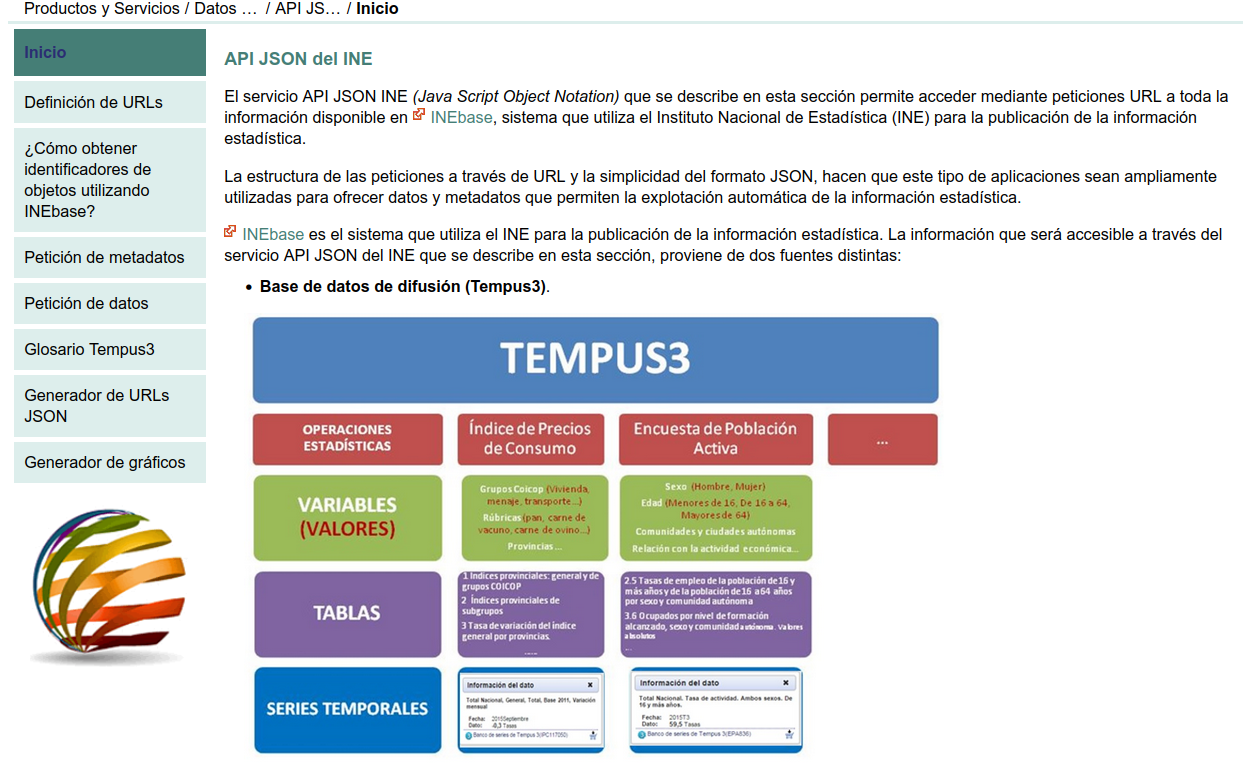 Productos y Servicios / Datos … / API JS… / Inicio
Inicio
Definición de URLs
¿Cómo obtener
identificadores de
objetos utilizando
INEbase?
Petición de metadatos
Petición de datos
Glosario Tempus3
Generador de URLs
JSON
Generador de gráficos
API JSON del INE
El servicio API JSON INE (Java Script Object Notation) que se describe en esta sección permite acceder mediante peticiones URL a toda la
información disponible en INEbase, sistema que utiliza el Instituto Nacional de Estadística (INE) para la publicación de la información
estadística.
La estructura de las peticiones a través de URL y la simplicidad del formato JSON, hacen que este tipo de aplicaciones sean ampliamente
utilizadas para ofrecer datos y metadatos que permiten la explotación automática de la información estadística.
INEbase es el sistema que utiliza el INE para la publicación de la información estadística. La información que será accesible a través del
servicio API JSON del INE que se describe en esta sección, proviene de dos fuentes distintas:
• Base de datos de difusión (Tempus3).
TEMPUS3
OPERACIONES
ESTADÍSTICAS
Índice de Precios
de Consumo
Encuesta de Población
Activa
...
VARIABLES
(VALORES)
Grupos Coicop (Vivienda,
menaje, transporte...)
Rúbricas (pan, carne de
vacuno, carne de ovino...)
Provincias...
Sexo (Hombre, Mujer)
Edad (Menores de 16, De 16 a 64,
Mayores de 64)
Comunidades y ciudades autónomas
Relación con la actividad económica...
TABLAS
1 Indices provinciales: general y de
grupos COICOP
2 Índices provinciales de
subgrupos
3 Tasa de variación del índice
general por provincias.
....
2.5 Tasas de empleo de la población de 16 y
más años y de la población de 16 a 64 años
por sexo y comunidad autónoma
3.6 Ocupados por nivel de formación
alcanzado, sexo y comunidad autónoma. Valores
absolutos
...
SERIES TEMPORALES
Información del dato
Total Nacional, General, Total, Base 2011, Variación
mensual
Fecha: 2015Septiembre
Dato: -0,3 Tasas
Banco de series de Tempus 3(IPC117050)
Información del dato
Total Nacional. Tasa de actividad. Ambos sexos. De
16 y más años.
Fecha: 2015T3
Dato: 59,5 Tasas
Banco de series de Tempus 3(EPA836)